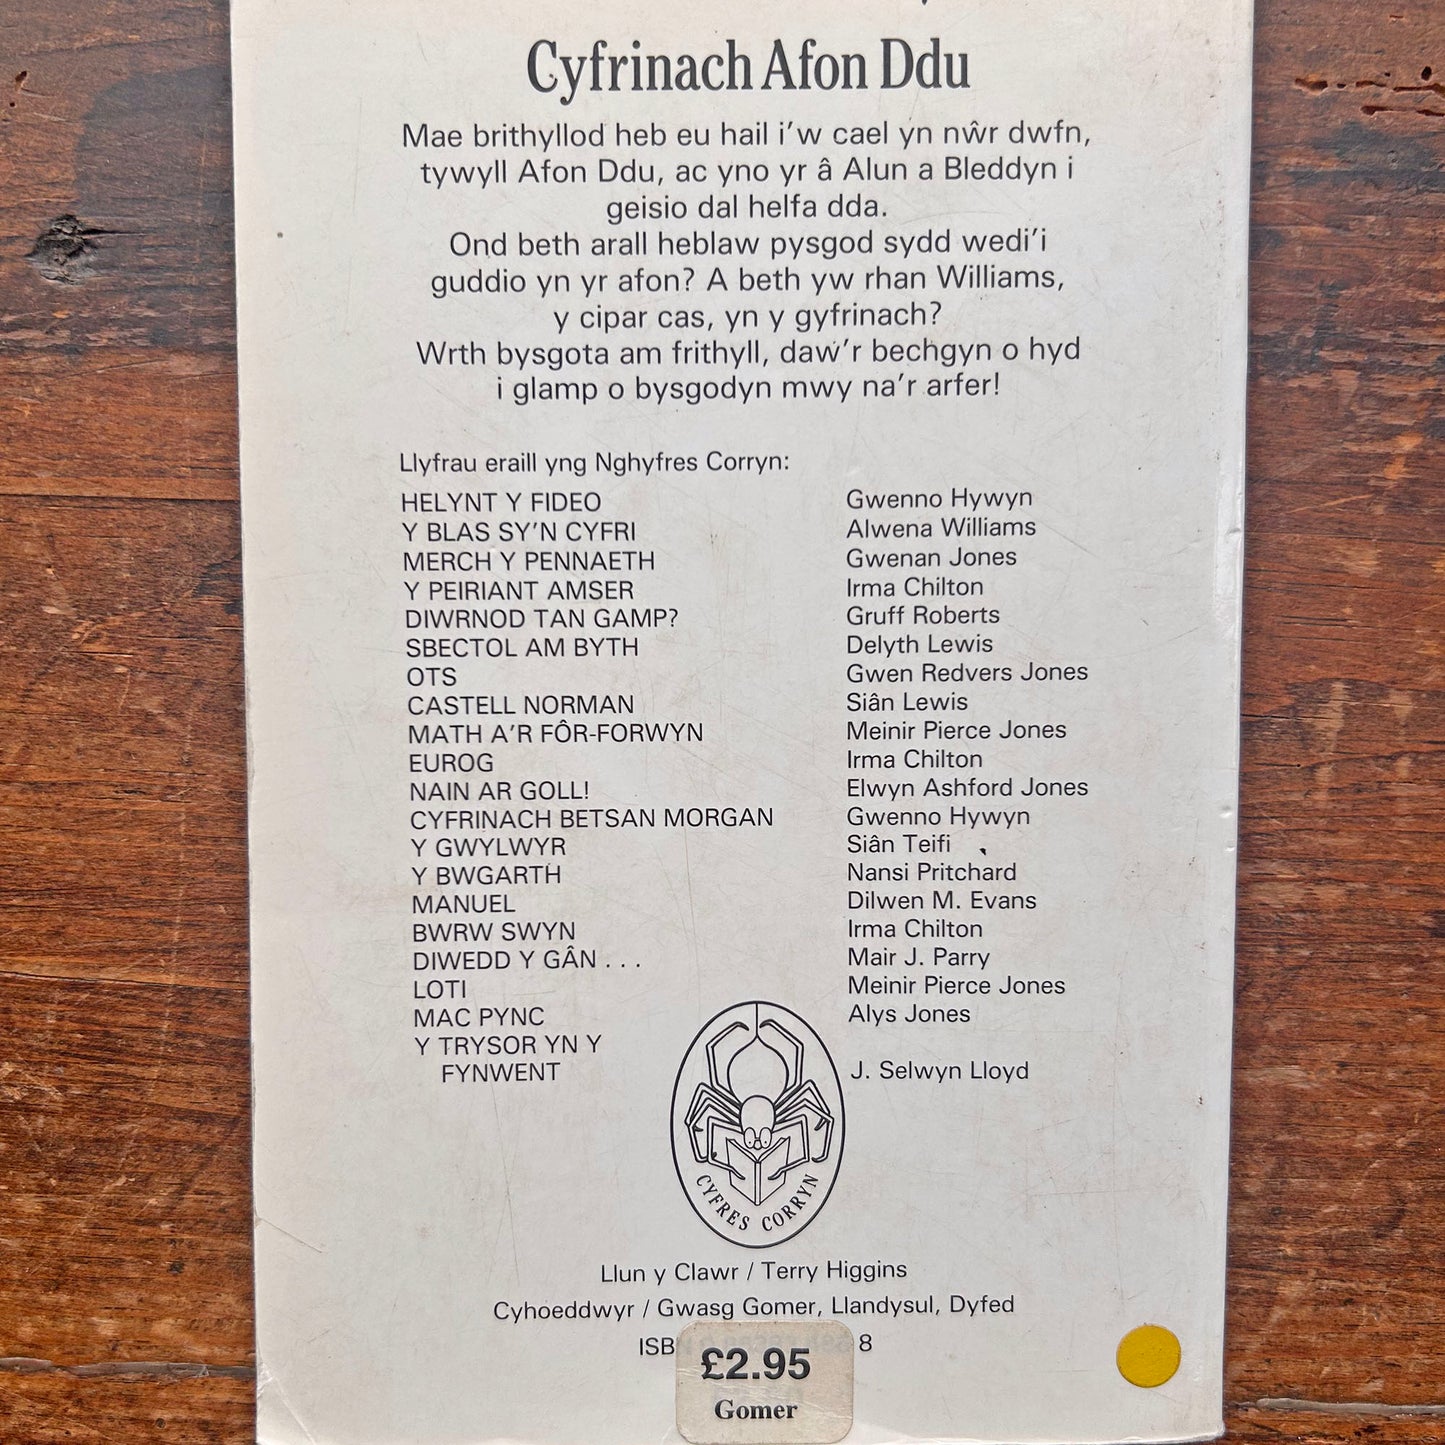 Cyfrinach Afon Ddu
Mae brithyllod heb eu hail i'w cael yn nŵr dwfn,
tywyll Afon Ddu, ac yno yr â Alun a Bleddyn i
geisio dal helfa dda.
Ond beth arall heblaw pysgod sydd wedi'i
guddio yn yr afon? A beth yw rhan Williams,
y cipar cas, yn y gyfrinach?
Wrth bysgota am frithyll, daw'r bechgyn o hyd
i glamp o bysgodyn mwy na'r arfer!
Llyfrau eraill yng Nghyfres Corryn:
HELYNT Y FIDEO Gwenno Hywyn
Y BLAS SY'N CYFRI Alwena Williams
MERCH Y PENNAETH Gwenan Jones
Y PEIRIANT AMSER Irma Chilton
DIWRNOD TAN GAMP? Gruff Roberts
SBECTOL AM BYTH Delyth Lewis
OTS Gwen Redvers Jones
CASTELL NORMAN Siân Lewis
MATH A'R FÔR-FORWYN Meinir Pierce Jones
EUROG Irma Chilton
NAIN AR GOLL! Elwyn Ashford Jones
CYFRINACH BETSAN MORGAN Gwenno Hywyn
Y GWYLWYR Siân Teifi
Y BWGARTH Nansi Pritchard
MANUEL Dilwen M. Evans
BWRW SWYN Irma Chilton
DIWEDD Y GÂN . . . Mair J. Parry
LOTI Meinir Pierce Jones
MAC PYNC Alys Jones
Y TRYSOR YN Y
FYNWENT J. Selwyn Lloyd
CYFRES CORRYN
Llun y Clawr / Terry Higgins
Cyhoeddwyr / Gwasg Gomer, Llandysul, Dyfed
ISB 8
£2.95
Gomer